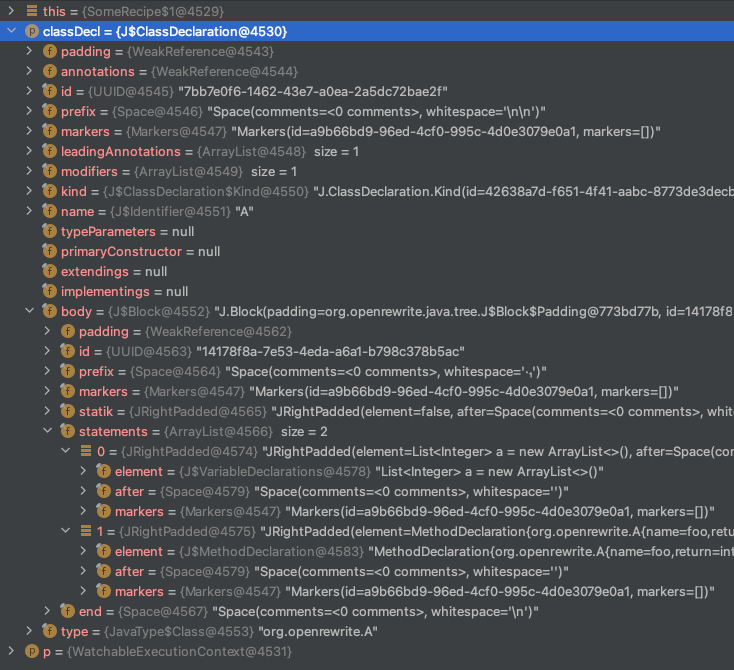 this = {SomeRecipe$1@4529}
p classDecl = {J$ClassDeclaration@4530}
f padding = {WeakReference@4543}
f annotations = {WeakReference@4544}
f id = {UUID@4545} "7bb7e0f6-1462-43e7-a0ea-2a5dc72bae2f"
f prefix = {Space@4546} "Space(comments=<0 comments>, whitespace='\n\n')"
f markers = {Markers@4547} "Markers(id=a9b66bd9-96ed-4cf0-995c-4d0e3079e0a1, markers=[])"
f leadingAnnotations = {ArrayList@4548} size = 1
f modifiers = {ArrayList@4549} size = 1
f kind = {J$ClassDeclaration$Kind@4550} "J.ClassDeclaration.Kind(id=42638a7d-f651-4f41-aabc-8773de3decb
f name = {J$Identifier@4551} "A"
f typeParameters = null
f primaryConstructor = null
f extendings = null
f implementings = null
f body = {J$Block@4552} "J.Block(padding=org.openrewrite.java.tree.J$Block$Padding@773bd77b, id=14178f8
f padding = {WeakReference@4562}
f id = {UUID@4563} "14178f8a-7e53-4eda-a6a1-b798c378b5ac"
f prefix = {Space@4564} "Space(comments=<0 comments>, whitespace='·₁')"
f markers = {Markers@4547} "Markers(id=a9b66bd9-96ed-4cf0-995c-4d0e3079e0a1, markers=[])"
f statik = {JRightPadded@4565} "JRightPadded(element=false, after=Space(comments=<0 comments>, whit
f statements = {ArrayList@4566} size = 2
0 = {JRightPadded@4574} "JRightPadded(element=List<Integer> a = new ArrayList<>(), after=Space(co
f element = {J$VariableDeclarations@4578} "List<Integer> a = new ArrayList<>()"
f after = {Space@4579} "Space(comments=<0 comments>, whitespace='')"
f markers = {Markers@4547} "Markers(id=a9b66bd9-96ed-4cf0-995c-4d0e3079e0a1, markers=[])"
1 = {JRightPadded@4575} "JRightPadded(element=MethodDeclaration{org.openrewrite.A{name=foo,retu
f element = {J$MethodDeclaration@4583} "MethodDeclaration{org.openrewrite.A{name=foo,return=int
f after = {Space@4579} "Space(comments=<0 comments>, whitespace='')"
f markers = {Markers@4547} "Markers(id=a9b66bd9-96ed-4cf0-995c-4d0e3079e0a1, markers=[])"
f end = {Space@4567} "Space(comments=<0 comments>, whitespace='\n')"
f type = {JavaType$Class@4553} "org.openrewrite.A"
p p = {WatchableExecutionContext@4531}